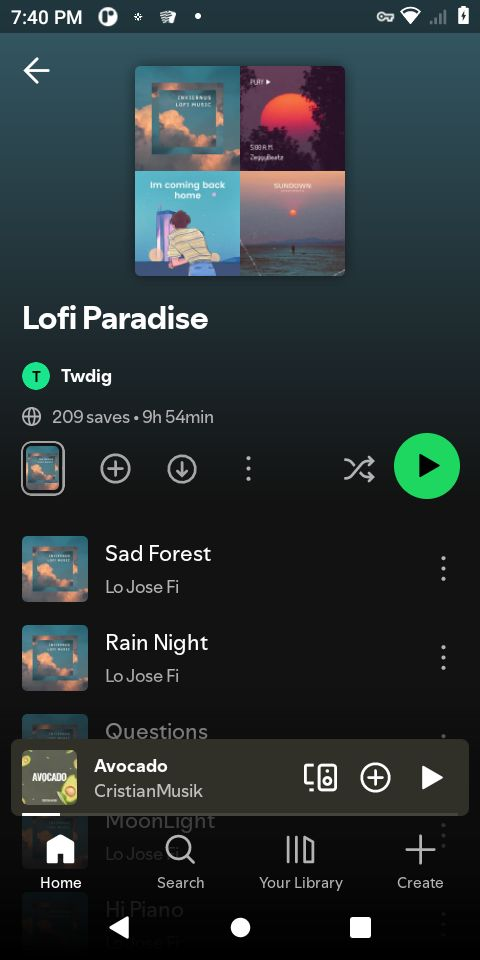 7:40 PM
INVIERNUS
LOFI MUSIC
PLAY ▶
5:00 A.M.
ZeggyBeatz
Im coming back
home
SUNDOWN
Lofi Paradise
T
Twdig
209 saves • 9h 54min
Sad Forest
Lo Jose Fi
Rain Night
Lo Jose Fi
Questions
AVOCADO
Avocado
CristianMusik
MoonLight
Lo Jose Fi
Home
Search
Your Library
Create
Hi Piano
Lo Jose Fi